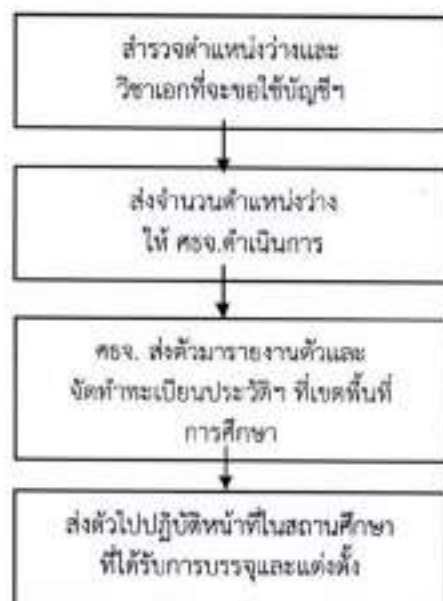 สำรวจตำแหน่งว่างและ
วิชาเอกที่จะขอใช้บัญชีฯ
ส่งจำนวนตำแหน่งว่าง
ให้ ศธจ.ดำเนินการ
ศธจ. ส่งตัวมารายงานตัวและ
จัดทำทะเบียนประวัติฯ ที่เขตพื้นที่
การศึกษา
ส่งตัวไปปฏิบัติหน้าที่ในสถานศึกษา
ที่ได้รับการบรรจุและแต่งตั้ง